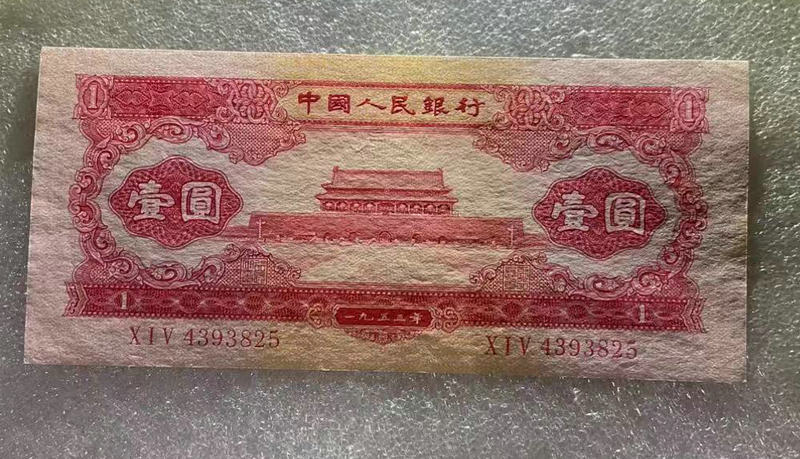 1 中國人民銀行 1
壹圓 壹圓
1 一九五三年 1
XIV 4393825 XIV 4393825